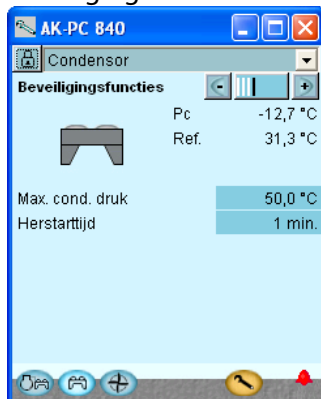 AK-PC 840
Condensor
Beveiligingsfuncties
Pc -12,7 °C
Ref. 31,3 °C
Max. cond. druk 50,0 °C
Herstarttijd 1 min.